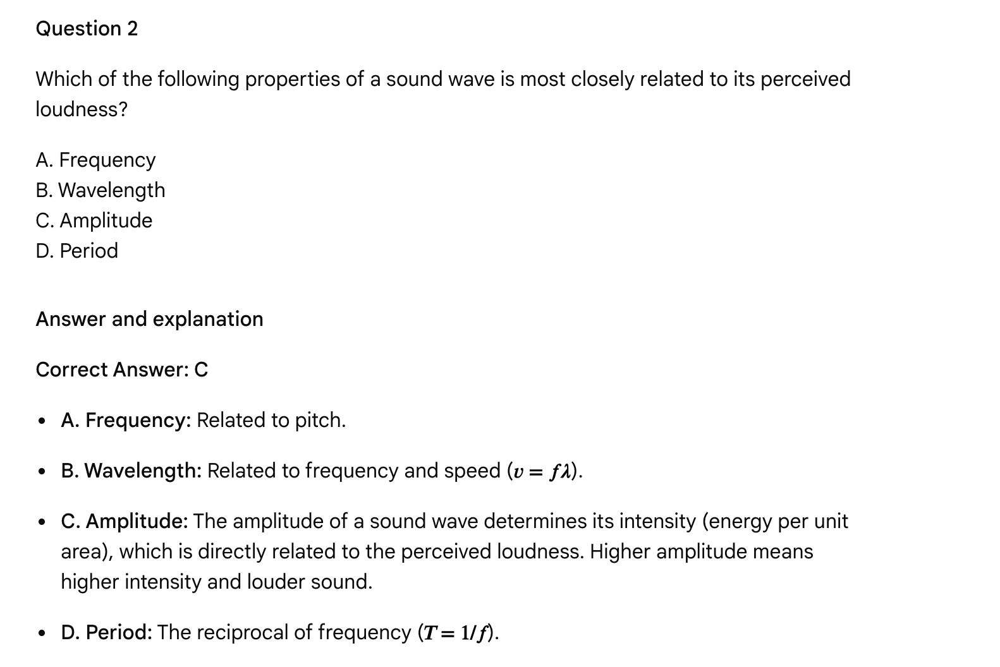 Question 2
Which of the following properties of a sound wave is most closely related to its perceived
loudness?
A. Frequency
B. Wavelength
C. Amplitude
D. Period
Answer and explanation
Correct Answer: C
• A. Frequency: Related to pitch.
• B. Wavelength: Related to frequency and speed (v = fλ).
• C. Amplitude: The amplitude of a sound wave determines its intensity (energy per unit
area), which is directly related to the perceived loudness. Higher amplitude means
higher intensity and louder sound.
• D. Period: The reciprocal of frequency (T = 1/f).